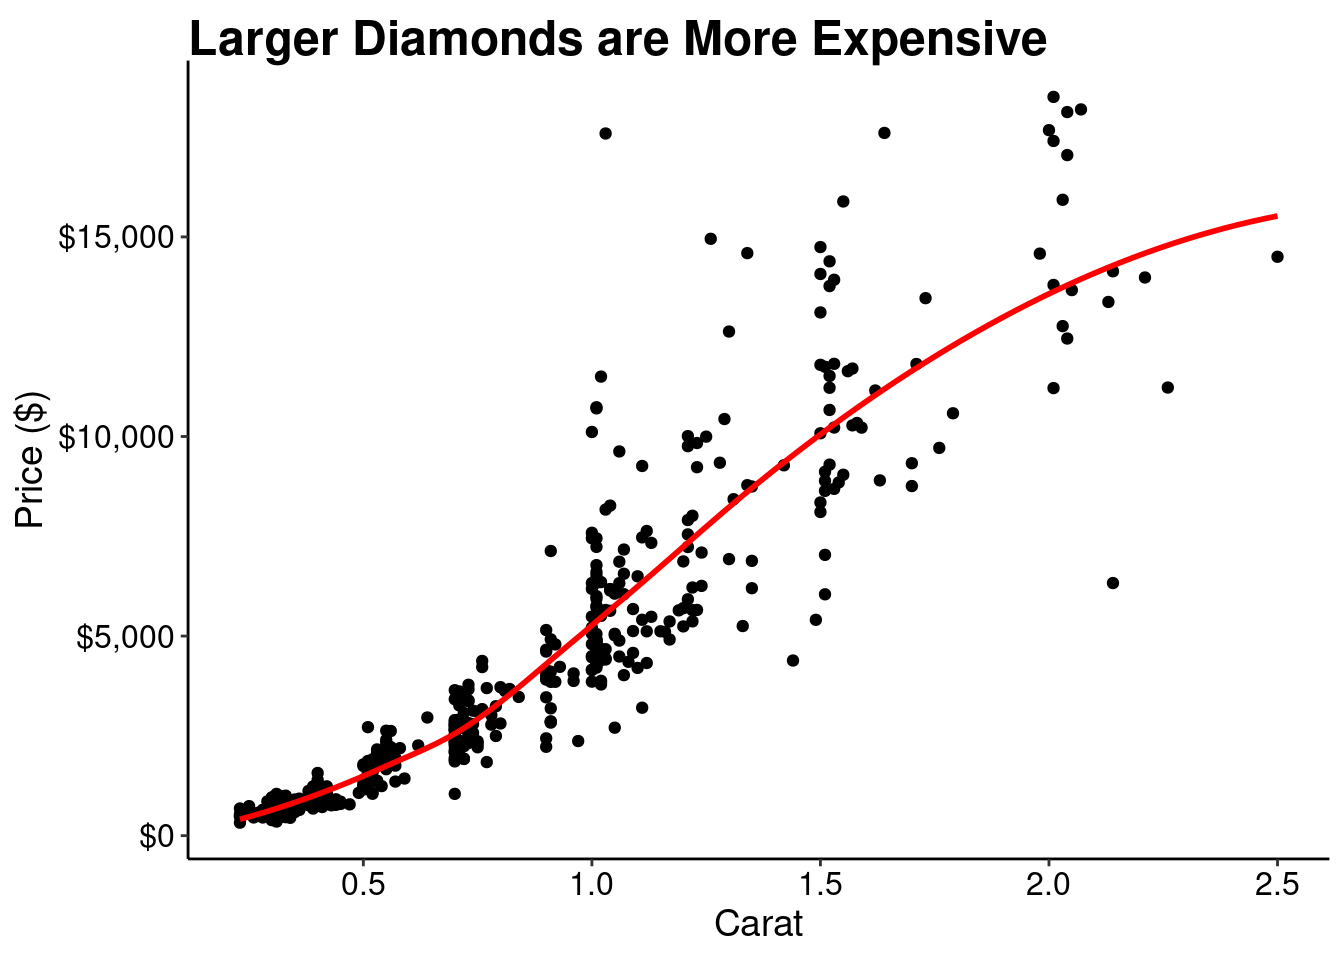 Larger Diamonds are More Expensive
Price ($)
$15,000
$10,000
$5,000
$0
0.5 1.0 1.5 2.0 2.5
Carat